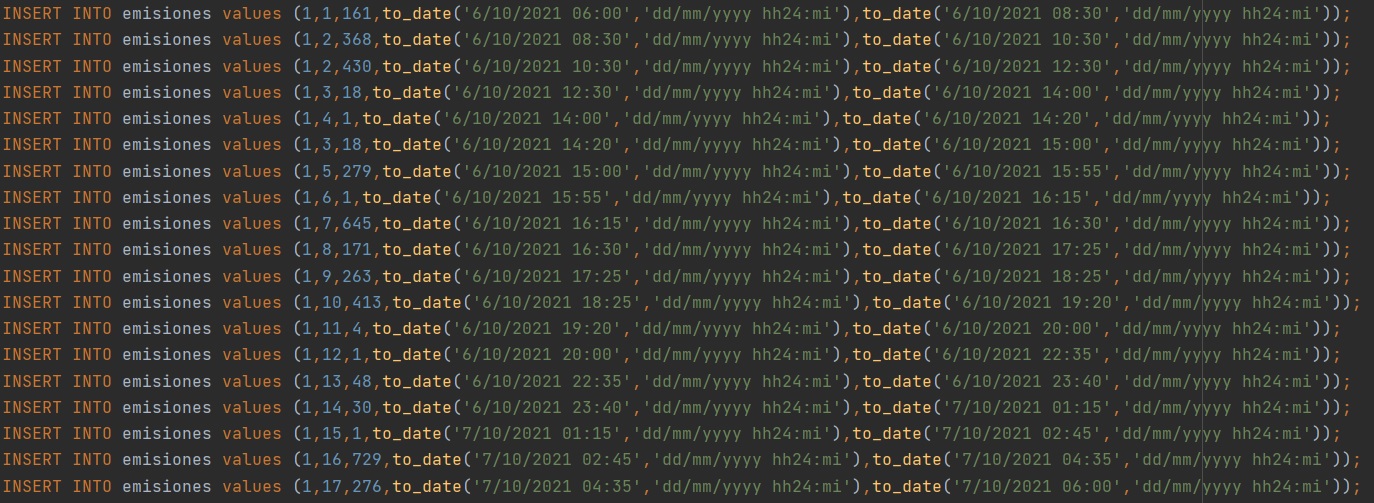 INSERT INTO emisiones values (1,1,161,to_date('6/10/2021 06:00','dd/mm/yyyy hh24:mi'),to_date('6/10/2021 08:30','dd/mm/yyyy hh24:mi'));
INSERT INTO emisiones values (1,2,368,to_date('6/10/2021 08:30','dd/mm/yyyy hh24:mi'),to_date('6/10/2021 10:30','dd/mm/yyyy hh24:mi'));
INSERT INTO emisiones values (1,2,430,to_date('6/10/2021 10:30','dd/mm/yyyy hh24:mi'),to_date('6/10/2021 12:30','dd/mm/yyyy hh24:mi'));
INSERT INTO emisiones values (1,3,18,to_date('6/10/2021 12:30','dd/mm/yyyy hh24:mi'),to_date('6/10/2021 14:00','dd/mm/yyyy hh24:mi'));
INSERT INTO emisiones values (1,4,1,to_date('6/10/2021 14:00','dd/mm/yyyy hh24:mi'),to_date('6/10/2021 14:20','dd/mm/yyyy hh24:mi'));
INSERT INTO emisiones values (1,3,18,to_date('6/10/2021 14:20','dd/mm/yyyy hh24:mi'),to_date('6/10/2021 15:00','dd/mm/yyyy hh24:mi'));
INSERT INTO emisiones values (1,5,279,to_date('6/10/2021 15:00','dd/mm/yyyy hh24:mi'),to_date('6/10/2021 15:55','dd/mm/yyyy hh24:mi'));
INSERT INTO emisiones values (1,6,1,to_date('6/10/2021 15:55','dd/mm/yyyy hh24:mi'),to_date('6/10/2021 16:15','dd/mm/yyyy hh24:mi'));
INSERT INTO emisiones values (1,7,645,to_date('6/10/2021 16:15','dd/mm/yyyy hh24:mi'),to_date('6/10/2021 16:30','dd/mm/yyyy hh24:mi'));
INSERT INTO emisiones values (1,8,171,to_date('6/10/2021 16:30','dd/mm/yyyy hh24:mi'),to_date('6/10/2021 17:25','dd/mm/yyyy hh24:mi'));
INSERT INTO emisiones values (1,9,263,to_date('6/10/2021 17:25','dd/mm/yyyy hh24:mi'),to_date('6/10/2021 18:25','dd/mm/yyyy hh24:mi'));
INSERT INTO emisiones values (1,10,413,to_date('6/10/2021 18:25','dd/mm/yyyy hh24:mi'),to_date('6/10/2021 19:20','dd/mm/yyyy hh24:mi'));
INSERT INTO emisiones values (1,11,4,to_date('6/10/2021 19:20','dd/mm/yyyy hh24:mi'),to_date('6/10/2021 20:00','dd/mm/yyyy hh24:mi'));
INSERT INTO emisiones values (1,12,1,to_date('6/10/2021 20:00','dd/mm/yyyy hh24:mi'),to_date('6/10/2021 22:35','dd/mm/yyyy hh24:mi'));
INSERT INTO emisiones values (1,13,48,to_date('6/10/2021 22:35','dd/mm/yyyy hh24:mi'),to_date('6/10/2021 23:40','dd/mm/yyyy hh24:mi'));
INSERT INTO emisiones values (1,14,30,to_date('6/10/2021 23:40','dd/mm/yyyy hh24:mi'),to_date('7/10/2021 01:15','dd/mm/yyyy hh24:mi'));
INSERT INTO emisiones values (1,15,1,to_date('7/10/2021 01:15','dd/mm/yyyy hh24:mi'),to_date('7/10/2021 02:45','dd/mm/yyyy hh24:mi'));
INSERT INTO emisiones values (1,16,729,to_date('7/10/2021 02:45','dd/mm/yyyy hh24:mi'),to_date('7/10/2021 04:35','dd/mm/yyyy hh24:mi'));
INSERT INTO emisiones values (1,17,276,to_date('7/10/2021 04:35','dd/mm/yyyy hh24:mi'),to_date('7/10/2021 06:00','dd/mm/yyyy hh24:mi'));